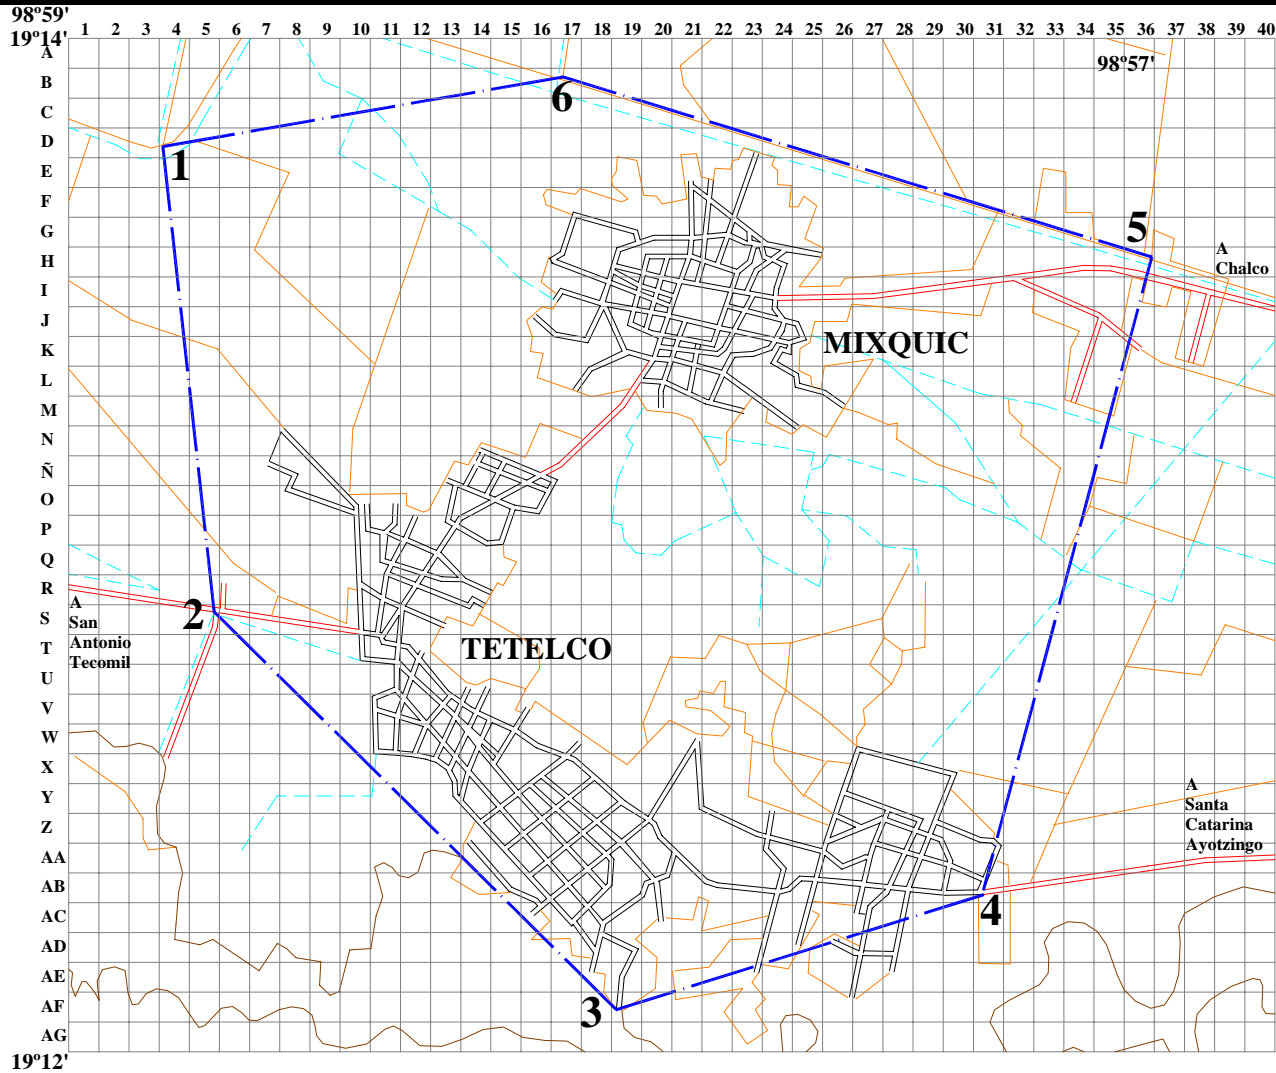 98º59'
19º14'
1 2 3 4 5 6 7 8 9 10 11 12 13 14 15 16 17 18 19 20 21 22 23 24 25 26 27 28 29 30 31 32 33 34 35 36 37 38 39 40
A
B
C
D
E
F
G
H
I
J
K
L
M
N
Ñ
O
P
Q
R
S
T
U
V
W
X
Y
Z
AA
AB
AC
AD
AE
AF
AG
19º12'
98º57'
6
1
5
A
Chalco
MIXQUIC
2
A
San
Antonio
Tecomil
TETELCO
A
Santa
Catarina
Ayotzingo
4
3